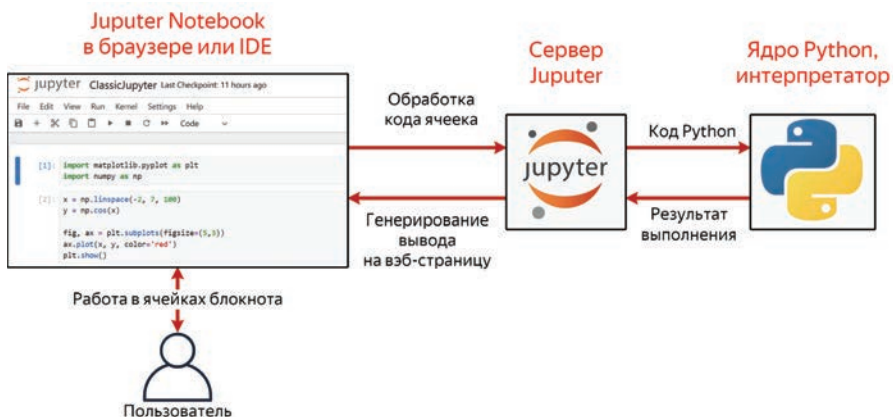 Juputer Notebook
в браузере или IDE
jupyter ClassicJupyter Last Checkpoint: 11 hours ago
File Edit View Run Kernel Settings Help
Code
[1]: import matplotlib.pyplot as plt
import numpy as np
[2]: x = np.linspace(-2, 7, 100)
y = np.cos(x)
fig, ax = plt.subplots(figsize=(5,3))
ax.plot(x, y, color='red')
plt.show()
Обработка
кода ячеека
Генерирование
вывода
на вэб-страницу
Сервер
Juputer
jupyter
Код Python
Результат
выполнения
Ядро Python,
интерпретатор
Работа в ячейках блокнота
Пользователь